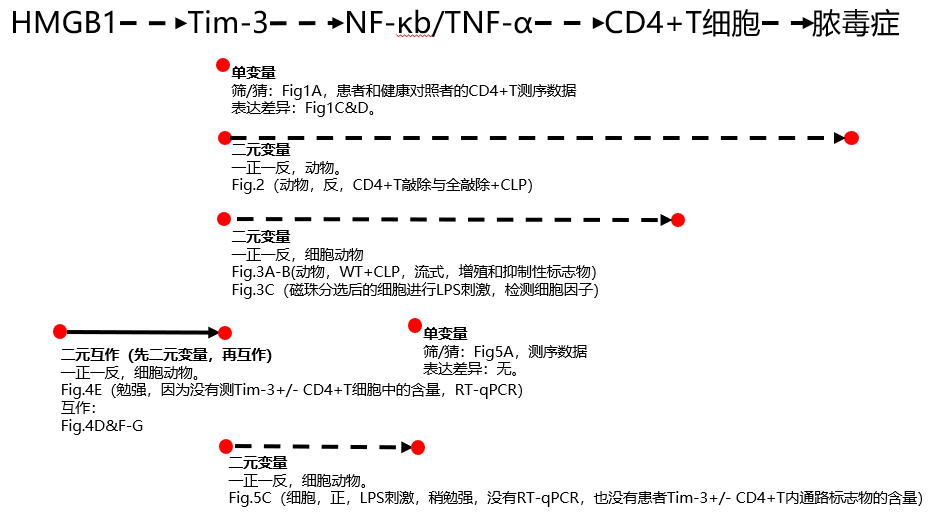 HMGB1 Tim-3 NF-κb/TNF-α CD4+T细胞 脓毒症
单变量
筛/猜：Fig1A，患者和健康对照者的CD4+T测序数据
表达差异：Fig1C&D。
二元变量
一正一反，动物。
Fig.2（动物，反，CD4+T敲除与全敲除+CLP）
二元变量
一正一反，细胞动物
Fig.3A-B(动物，WT+CLP，流式，增殖和抑制性标志物)
Fig.3C（磁珠分选后的细胞进行LPS刺激，检测细胞因子）
二元互作（先二元变量，再互作）
一正一反，细胞动物。
Fig.4E（勉强，因为没有测Tim-3+/- CD4+T细胞中的含量，RT-qPCR）
互作：
Fig.4D&F-G
单变量
筛/猜：Fig5A，测序数据
表达差异：无。
二元变量
一正一反，细胞动物。
Fig.5C（细胞，正，LPS刺激，稍勉强，没有RT-qPCR，也没有患者Tim-3+/- CD4+T内通路标志物的含量）